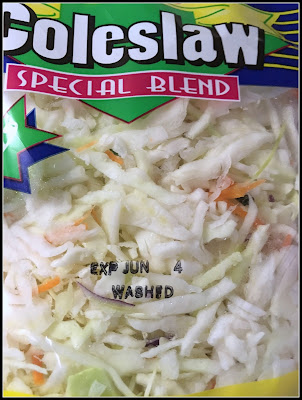 Coleslaw
SPECIAL BLEND
EXP JUN 4
WASHED